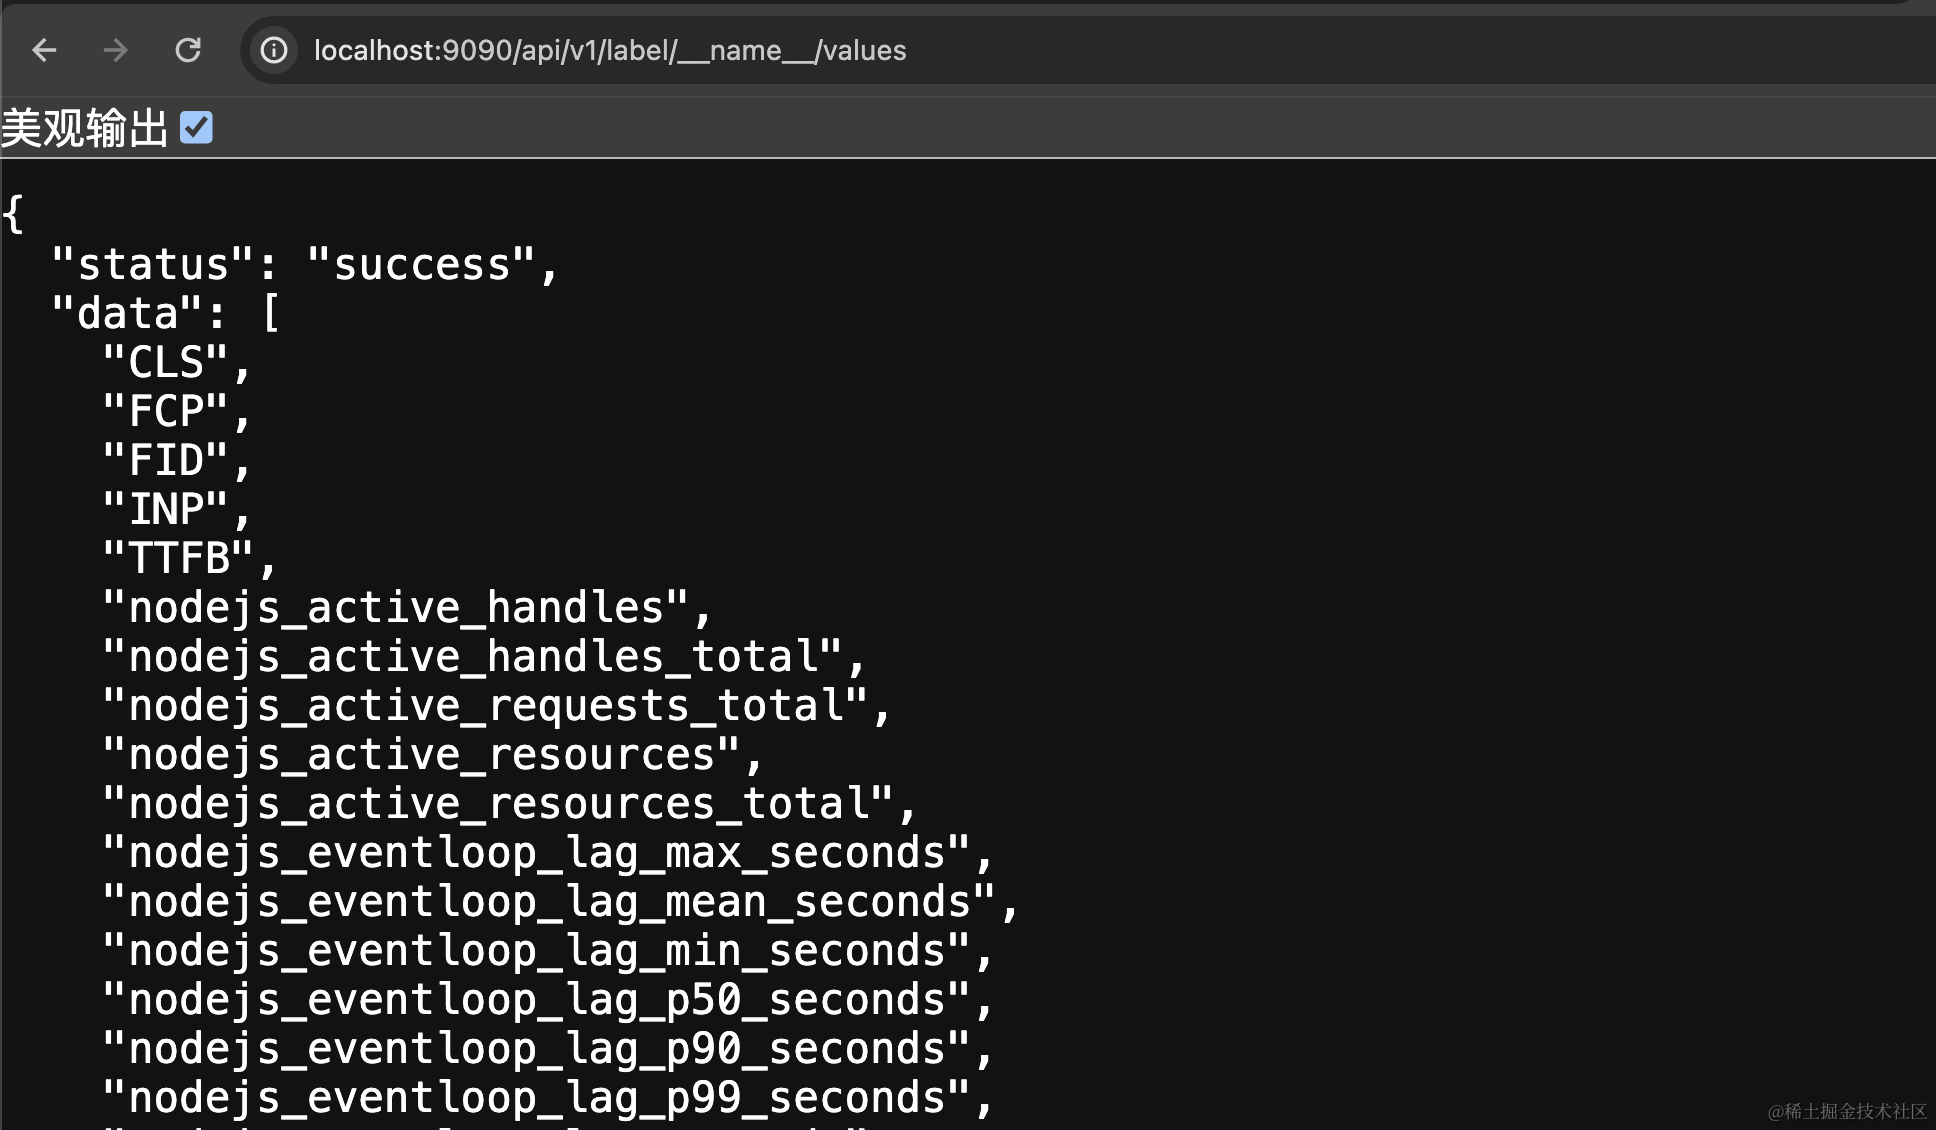 localhost:9090/api/v1/label/__name__/values
美观输出
{
"status": "success",
"data": [
"CLS",
"FCP",
"FID",
"INP",
"TTFB",
"nodejs_active_handles",
"nodejs_active_handles_total",
"nodejs_active_requests_total",
"nodejs_active_resources",
"nodejs_active_resources_total",
"nodejs_eventloop_lag_max_seconds",
"nodejs_eventloop_lag_mean_seconds",
"nodejs_eventloop_lag_min_seconds",
"nodejs_eventloop_lag_p50_seconds",
"nodejs_eventloop_lag_p90_seconds",
"nodejs_eventloop_lag_p99_seconds",
@稀土掘金技术社区